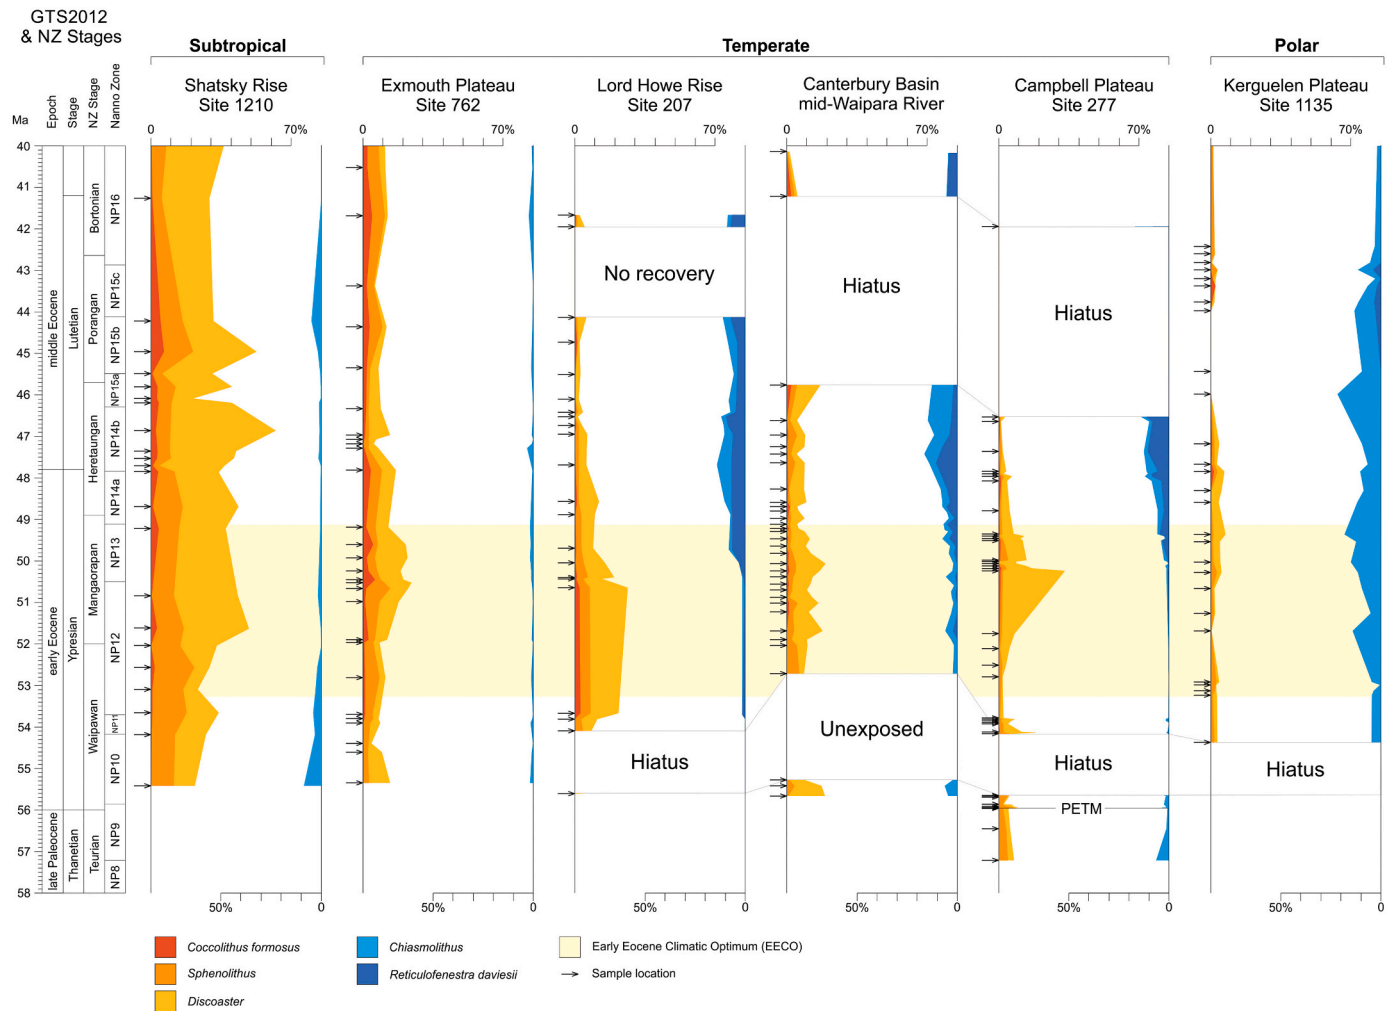 GTS2012
& NZ Stages
Subtropical
Temperate
Polar
Shatsky Rise
Site 1210
Exmouth Plateau
Site 762
Lord Howe Rise
Site 207
Canterbury Basin
mid-Waipara River
Campbell Plateau
Site 277
Kerguelen Plateau
Site 1135
Ma
Epoch
Stage
NZ Stage
Nanno Zone
0 70%
0 70%
0 70%
0 70%
0 70%
0 70%
40
41
42
43
44
45
46
47
48
49
50
51
52
53
54
55
56
57
58
middle Eocene
early Eocene
late Paleocene
Lutetian
Ypresian
Thanetian
Bortonian
Porangan
Heretaungan
Mangaorapan
Waipawan
Teurian
NP16
NP15c
NP15b
NP15a
NP14b
NP14a
NP13
NP12
NP11
NP10
NP9
NP8
No recovery
Hiatus
Hiatus
Hiatus
Unexposed
Hiatus
Hiatus
PETM
50% 0
50% 0
50% 0
50% 0
50% 0
50% 0
Coccolithus formosus
Sphenolithus
Discoaster
Chiasmolithus
Reticulofenestra daviesii
Early Eocene Climatic Optimum (EECO)
Sample location